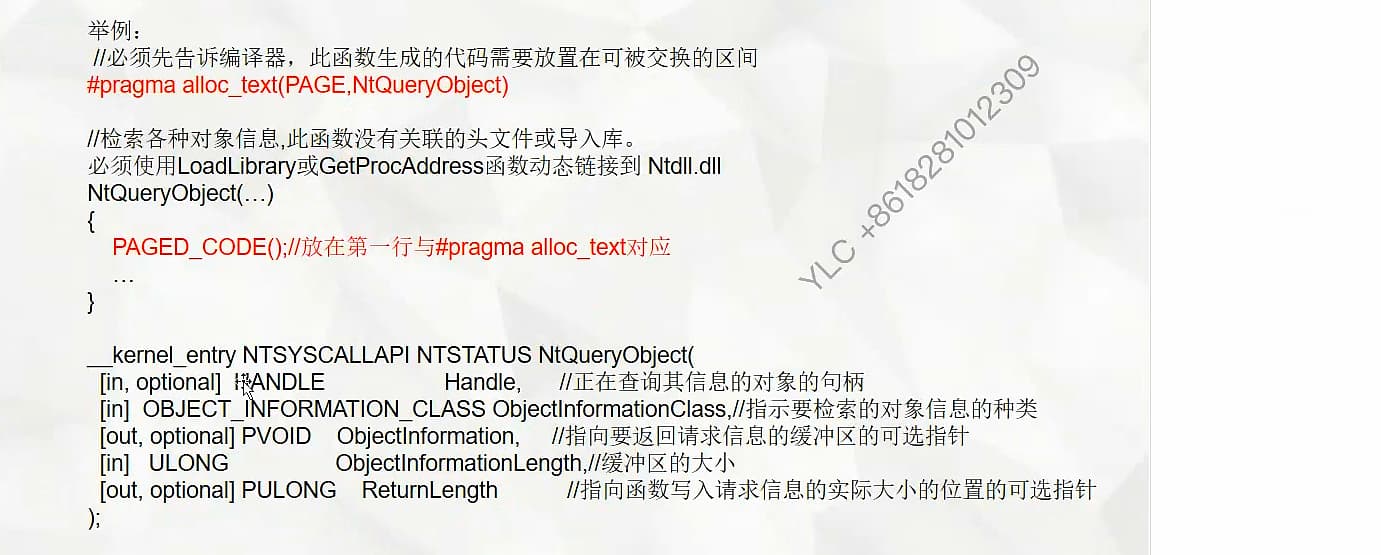 举例：
//必须先告诉编译器，此函数生成的代码需要放置在可被交换的区间
#pragma alloc_text(PAGE,NtQueryObject)
//检索各种对象信息,此函数没有关联的头文件或导入库。
必须使用LoadLibrary或GetProcAddress函数动态链接到 Ntdll.dll
NtQueryObject(…)
{
PAGED_CODE();//放在第一行与#pragma alloc_text对应
…
}
__kernel_entry NTSYSCALLAPI NTSTATUS NtQueryObject(
[in, optional] HANDLE Handle, //正在查询其信息的对象的句柄
[in] OBJECT_INFORMATION_CLASS ObjectInformationClass,//指示要检索的对象信息的种类
[out, optional] PVOID ObjectInformation, //指向要返回请求信息的缓冲区的可选指针
[in] ULONG ObjectInformationLength,//缓冲区的大小
[out, optional] PULONG ReturnLength //指向函数写入请求信息的实际大小的位置的可选指针
);
YLC +8618281012309